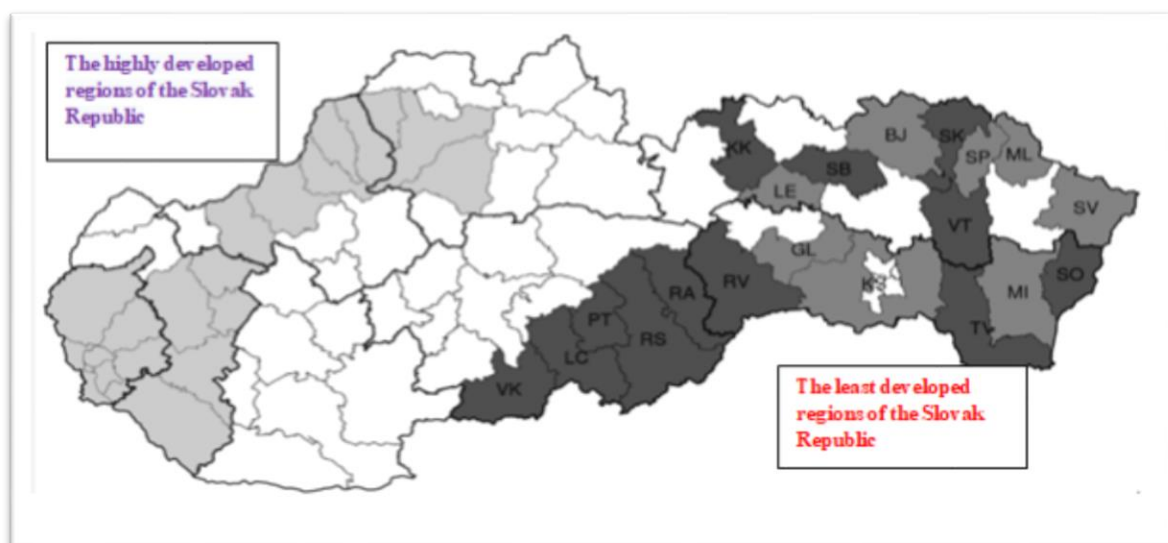 The highly developed
regions of the Slovak
Republic
BJ
SK
KK
SP
ML
SB
LE
SV
VT
GL
SO
RA
RV
KS
MI
PT
RS
TV
LC
VK
The least developed
regions of the Slovak
Republic